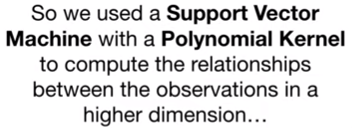 So we used a Support Vector
Machine with a Polynomial Kernel
to compute the relationships
between the observations in a
higher dimension...